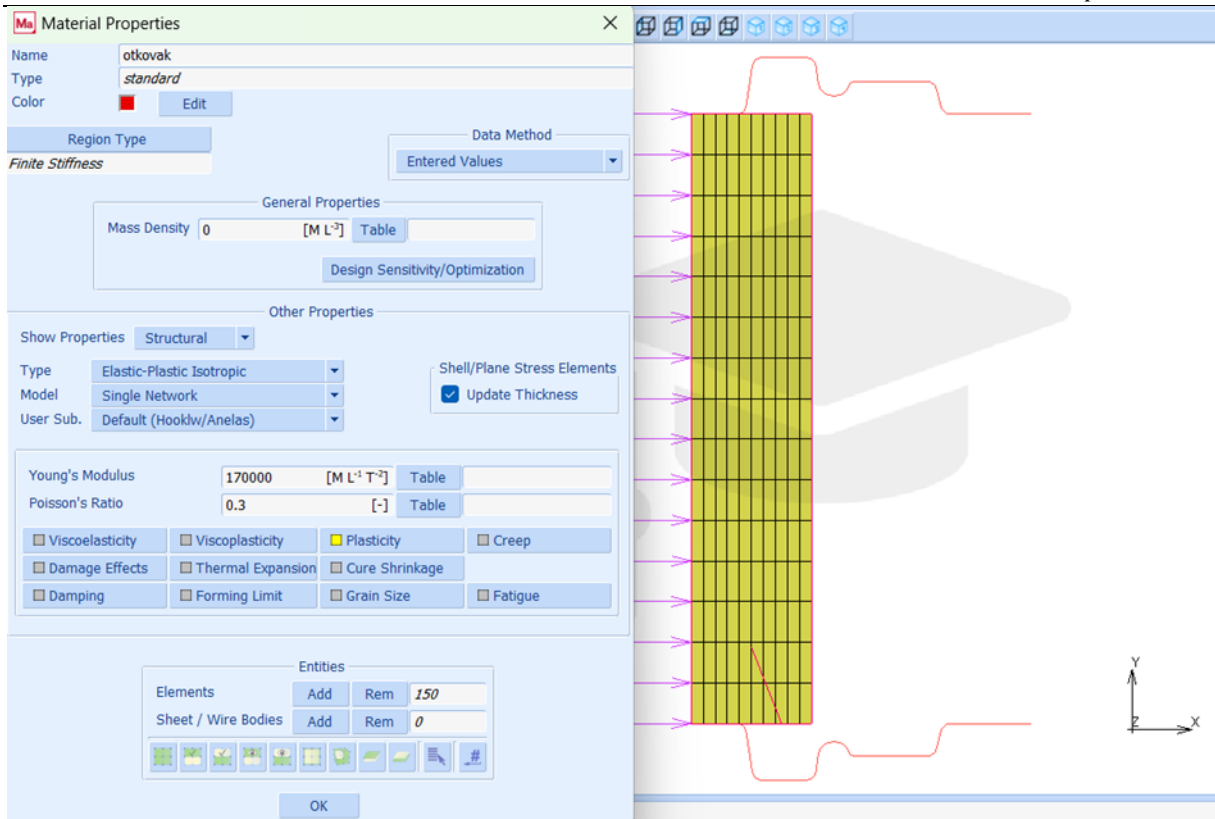 Ma Material Properties
Name otkovak
Type standard
Color Edit
Region Type
Finite Stiffness
Data Method
Entered Values
General Properties
Mass Density 0 [M L⁻³] Table
Design Sensitivity/Optimization
Other Properties
Show Properties Structural
Type Elastic-Plastic Isotropic
Model Single Network
User Sub. Default (Hooklw/Anelas)
Shell/Plane Stress Elements
Update Thickness
Young's Modulus 170000 [M L⁻¹ T⁻²] Table
Poisson's Ratio 0.3 [-] Table
Viscoelasticity Viscoplasticity Plasticity Creep
Damage Effects Thermal Expansion Cure Shrinkage
Damping Forming Limit Grain Size Fatigue
Entities
Elements Add Rem 150
Sheet / Wire Bodies Add Rem 0
#
OK
Y
Z X